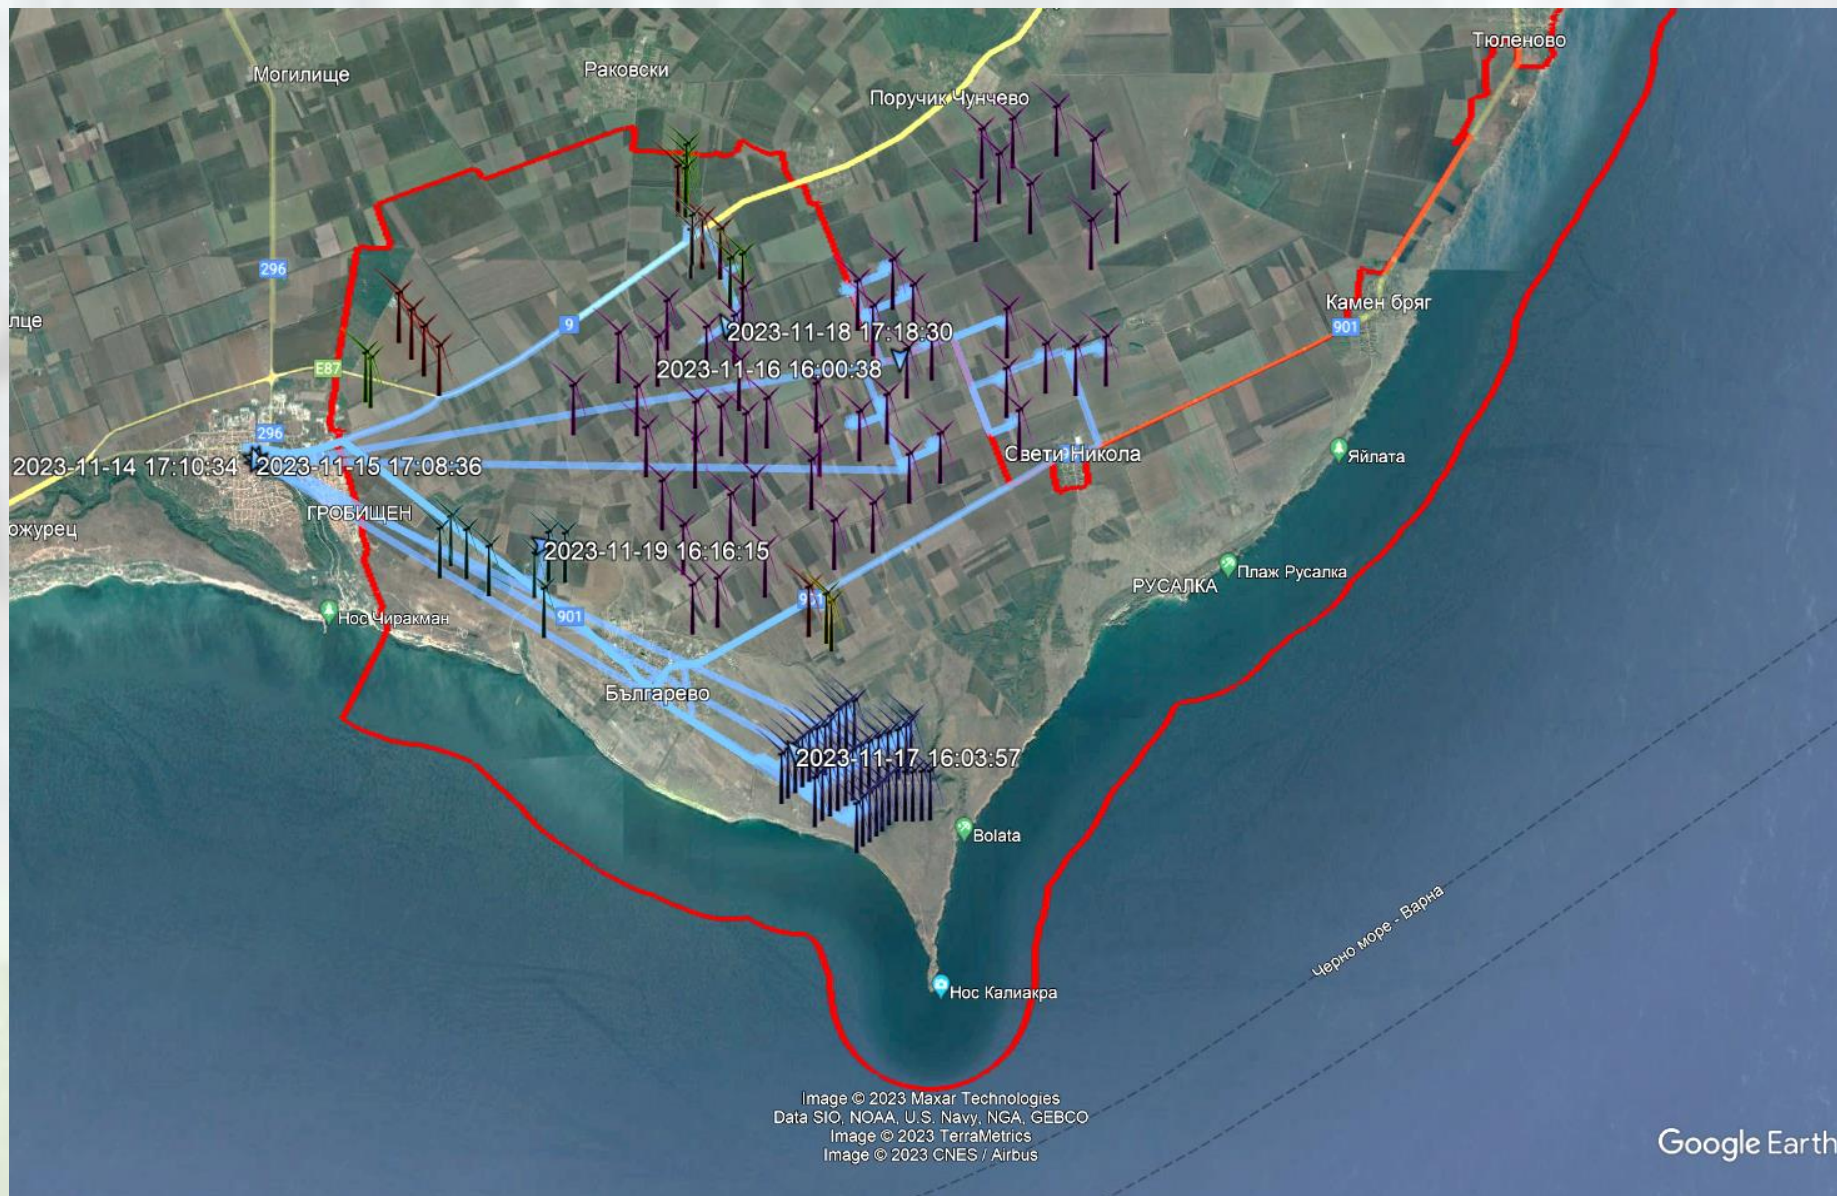 Тюленово
Могилище
Раковски
Поручик Чунчево
296
Камен бряг
лце
9
901
2023-11-18 17:18:30
E87
2023-11-16 16:00:38
296
Свети Никола
Яйлата
2023-11-14 17:10:34
2023-11-15 17:08:36
ГРОБИЩЕН
ожурец
2023-11-19 16:16:15
Плаж Русалка
РУСАЛКА
901
Нос Чиракман
Българево
2023-11-17 16:03:57
Bolata
Черно море - Варна
Нос Калиакра
Image © 2023 Maxar Technologies
Data SIO, NOAA, U.S. Navy, NGA, GEBCO
Image © 2023 TerraMetrics
Image © 2023 CNES / Airbus
Google Earth